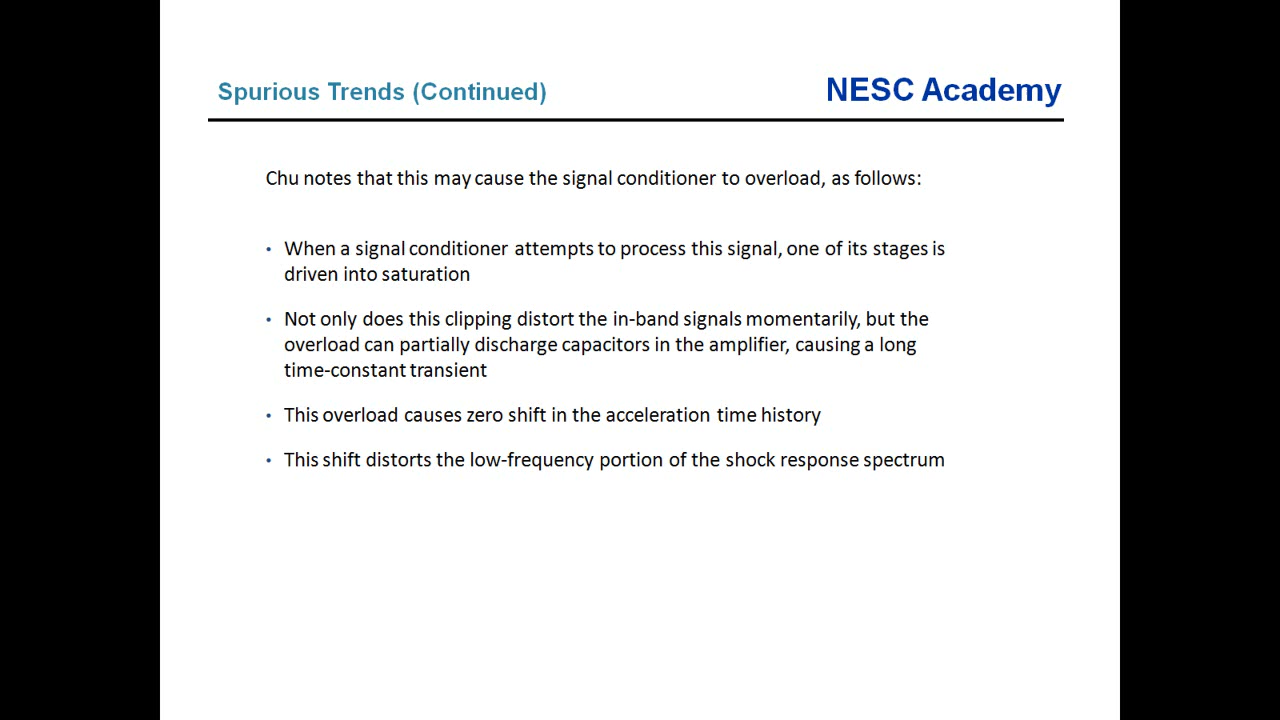 Spurious Trends (Continued)
NESC Academy
Chu notes that this may cause the signal conditioner to overload, as follows:
• When a signal conditioner attempts to process this signal, one of its stages is
driven into saturation
• Not only does this clipping distort the in-band signals momentarily, but the
overload can partially discharge capacitors in the amplifier, causing a long
time-constant transient
• This overload causes zero shift in the acceleration time history
• This shift distorts the low-frequency portion of the shock response spectrum